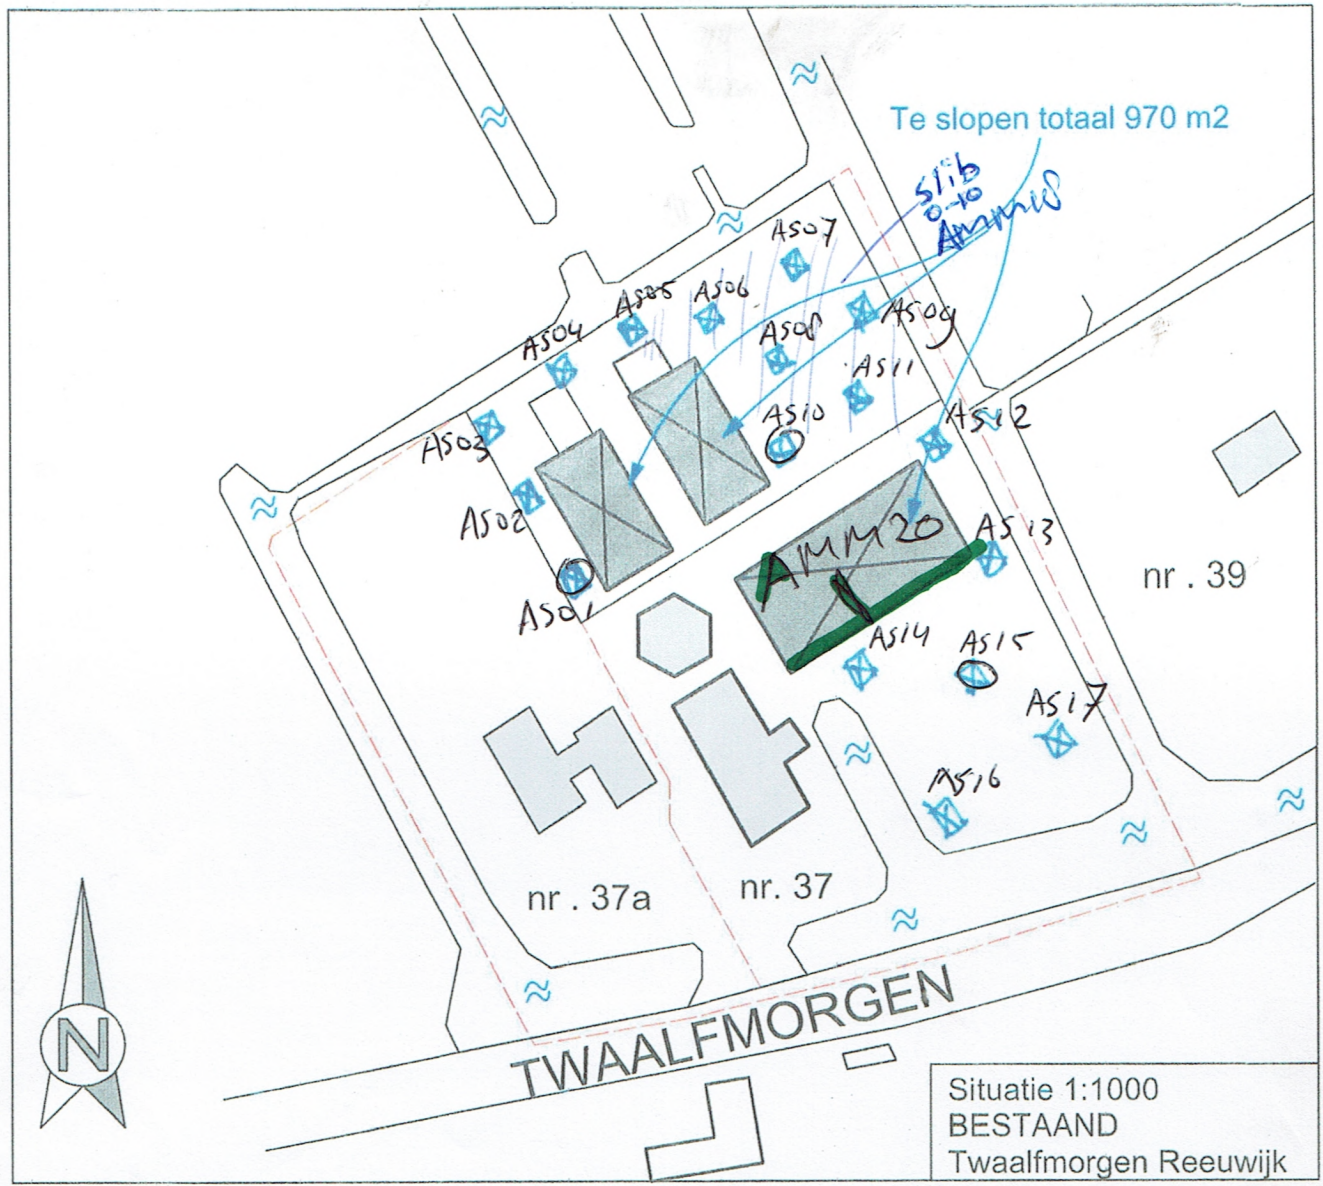 Te slopen totaal 970 m2
slib
0-10
AMM18
AS07
AS05
AS06
AS04
AS08
AS09
AS11
AS10
AS12
AS03
AS02
AMM20
AS13
AS01
nr . 39
AS14
AS15
AS17
AS16
nr . 37a
nr. 37
TWAALFMORGEN
N
Situatie 1:1000
BESTAAND
Twaalfmorgen Reeuwijk